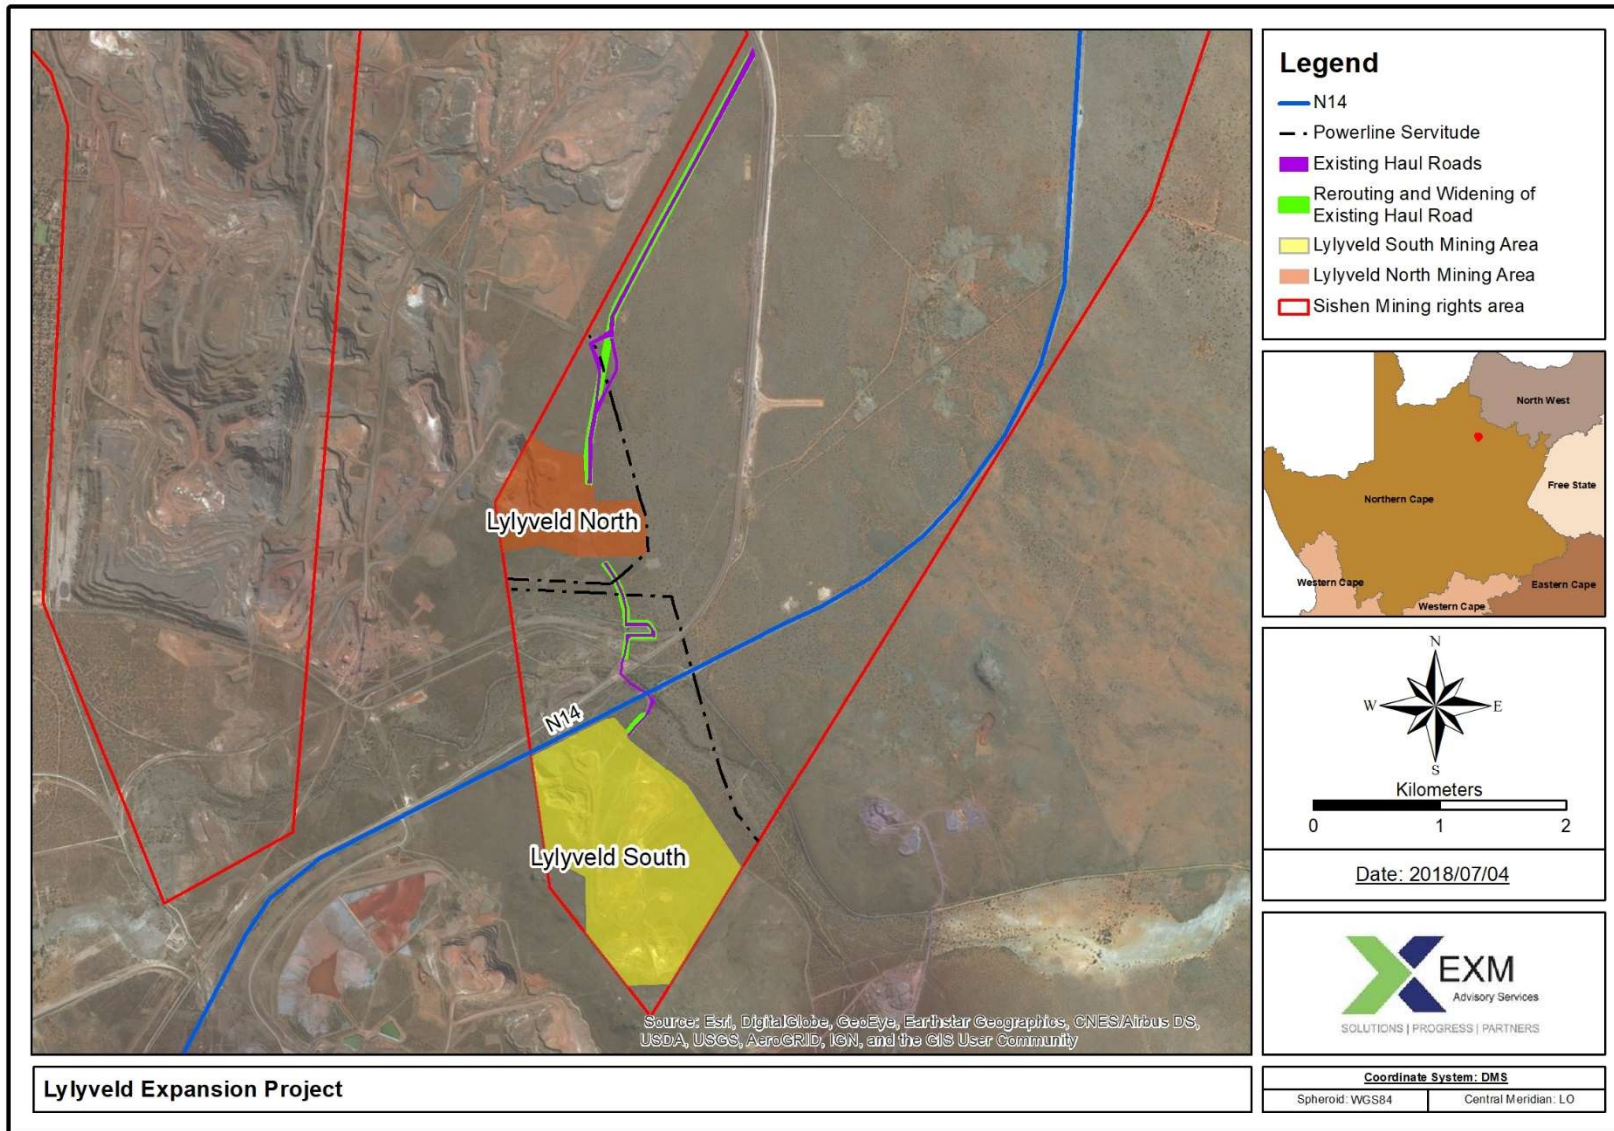 Legend
N14
Powerline Servitude
Existing Haul Roads
Rerouting and Widening of
Existing Haul Road
Lylyveld South Mining Area
Lylyveld North Mining Area
Sishen Mining rights area
Lylyveld North
N14
Lylyveld South
Source: Esri, DigitalGlobe, GeoEye, Earthstar Geographics, CNES/Airbus DS,
USDA, USGS, AeroGRID, IGN, and the GIS User Community
North West
Northern Cape
Free State
Western Cape
Western Cape
Eastern Cape
N
W
E
S
Kilometers
0 1 2
Date: 2018/07/04
EXM
Advisory Services
SOLUTIONS | PROGRESS | PARTNERS
Lylyveld Expansion Project
Coordinate System: DMS
Spheroid: WGS84
Central Meridian: LO